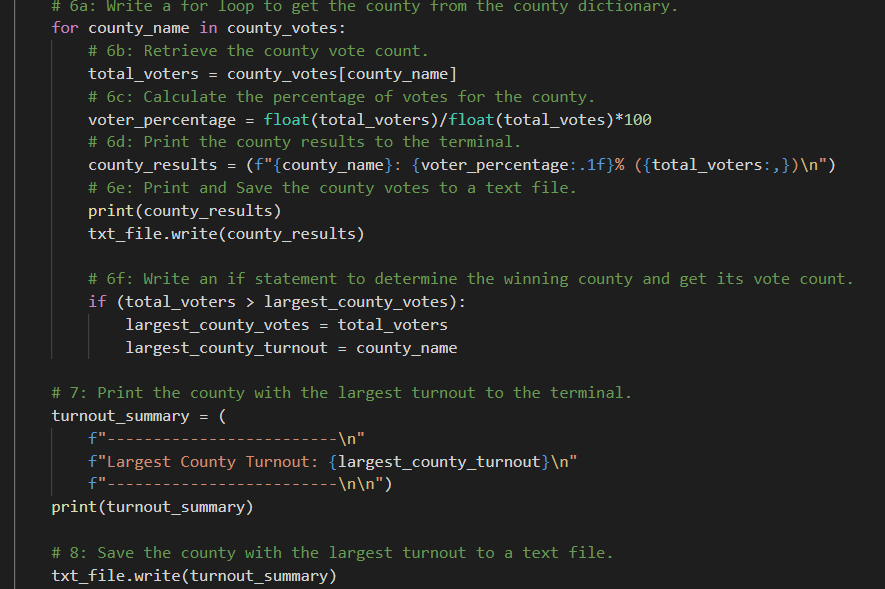 # 6a: Write a for loop to get the county from the county dictionary.
for county_name in county_votes:
    # 6b: Retrieve the county vote count.
    total_voters = county_votes[county_name]
    # 6c: Calculate the percentage of votes for the county.
    voter_percentage = float(total_voters)/float(total_votes)*100
    # 6d: Print the county results to the terminal.
    county_results = (f"{county_name}: {voter_percentage:.1f}% ({total_voters:,})\n")
    # 6e: Print and Save the county votes to a text file.
    print(county_results)
    txt_file.write(county_results)

    # 6f: Write an if statement to determine the winning county and get its vote count.
    if (total_voters > largest_county_votes):
        largest_county_votes = total_voters
        largest_county_turnout = county_name

# 7: Print the county with the largest turnout to the terminal.
turnout_summary = (
    f"-------------------------\n"
    f"Largest County Turnout: {largest_county_turnout}\n"
    f"-------------------------\n\n")
print(turnout_summary)

# 8: Save the county with the largest turnout to a text file.
txt_file.write(turnout_summary)